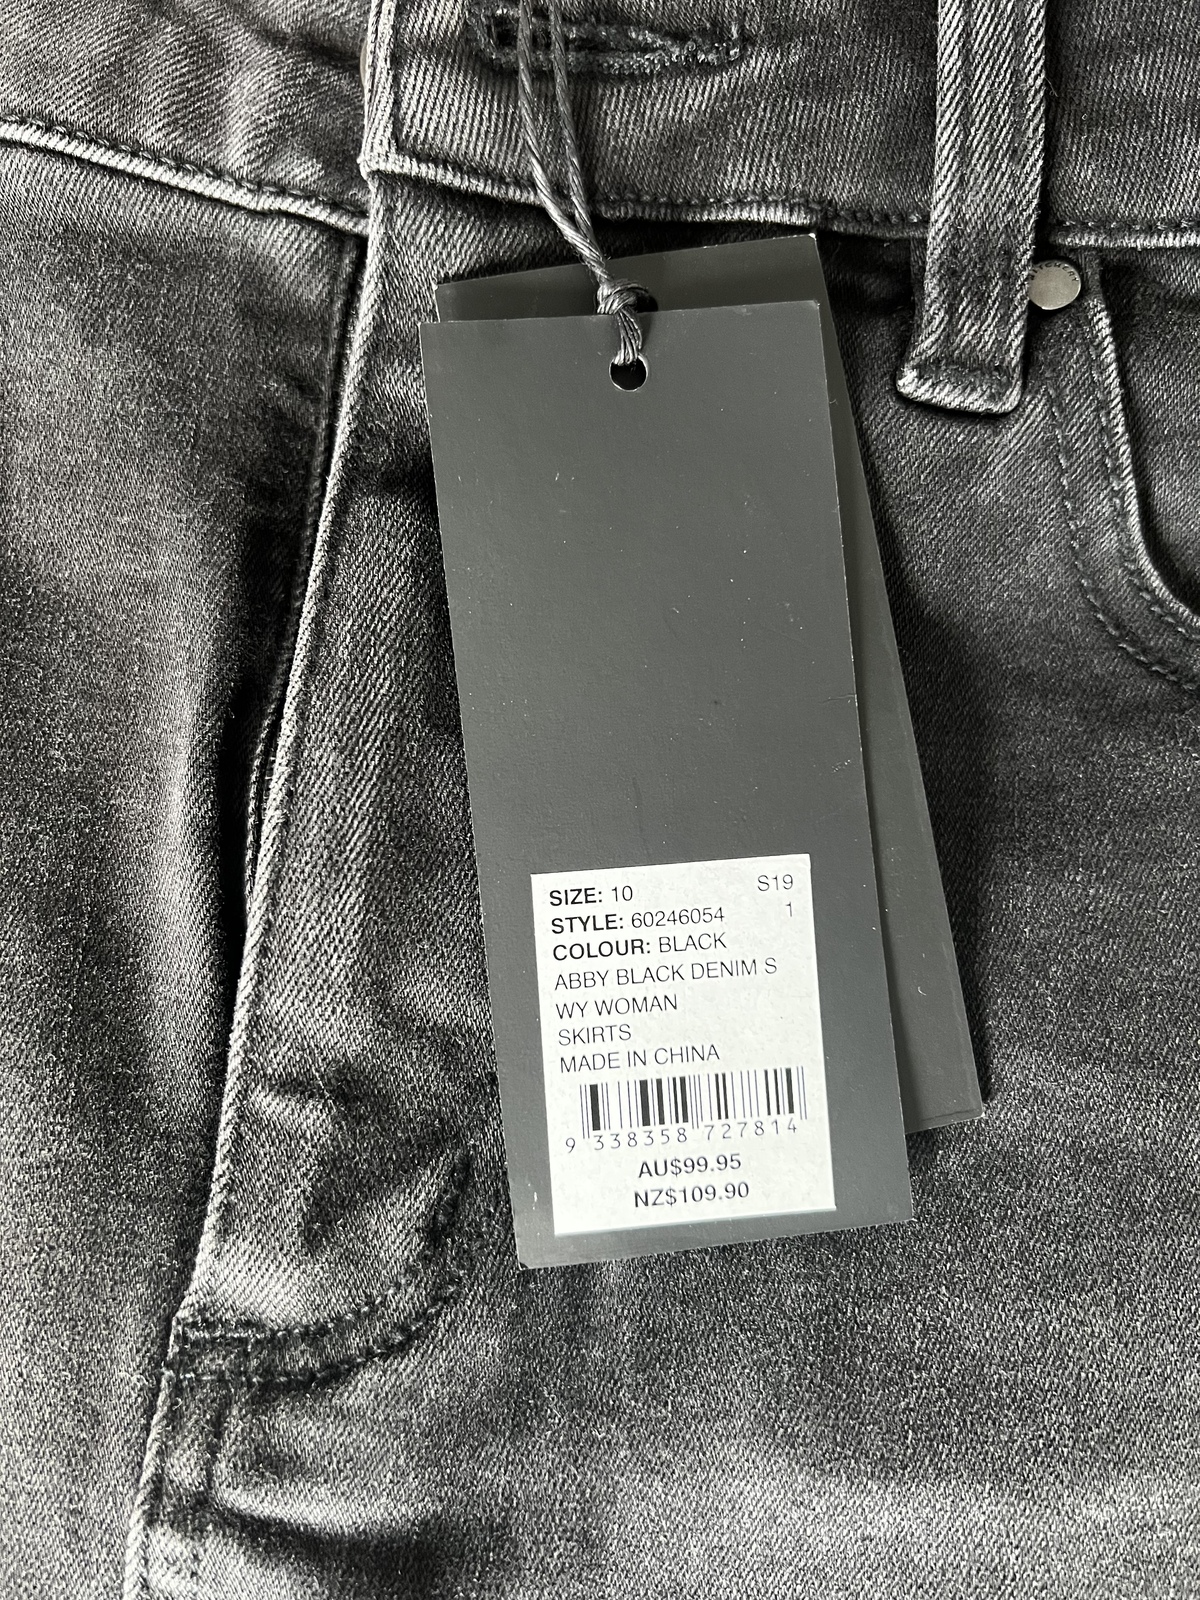 SIZE: 10 S19
STYLE: 60246054 1
COLOUR: BLACK
ABBY BLACK DENIM S
WY WOMAN
SKIRTS
MADE IN CHINA
9 338358 727814
AU$99.95
NZ$109.90